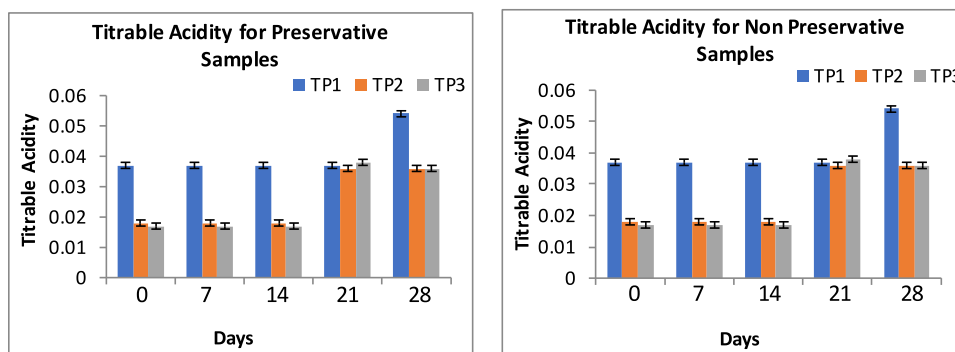 Titrable Acidity for Preservative
Samples
TP1 TP2 TP3
0.06
0.05
0.04
0.03
0.02
0.01
0
Titrable Acidity
0 7 14 21 28
Days
Titrable Acidity for Non Preservative
Samples
TP1 TP2 TP3
0.06
0.05
0.04
0.03
0.02
0.01
0
Titrable Acidity
0 7 14 21 28
Days